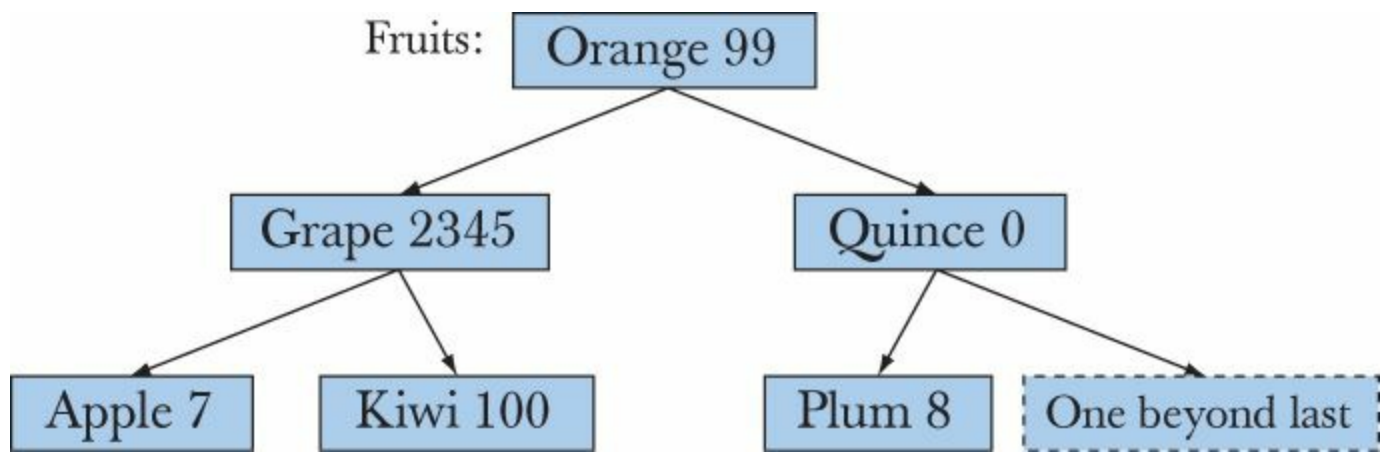 Fruits:
Orange 99
Grape 2345
Quince 0
Apple 7
Kiwi 100
Plum 8
One beyond last